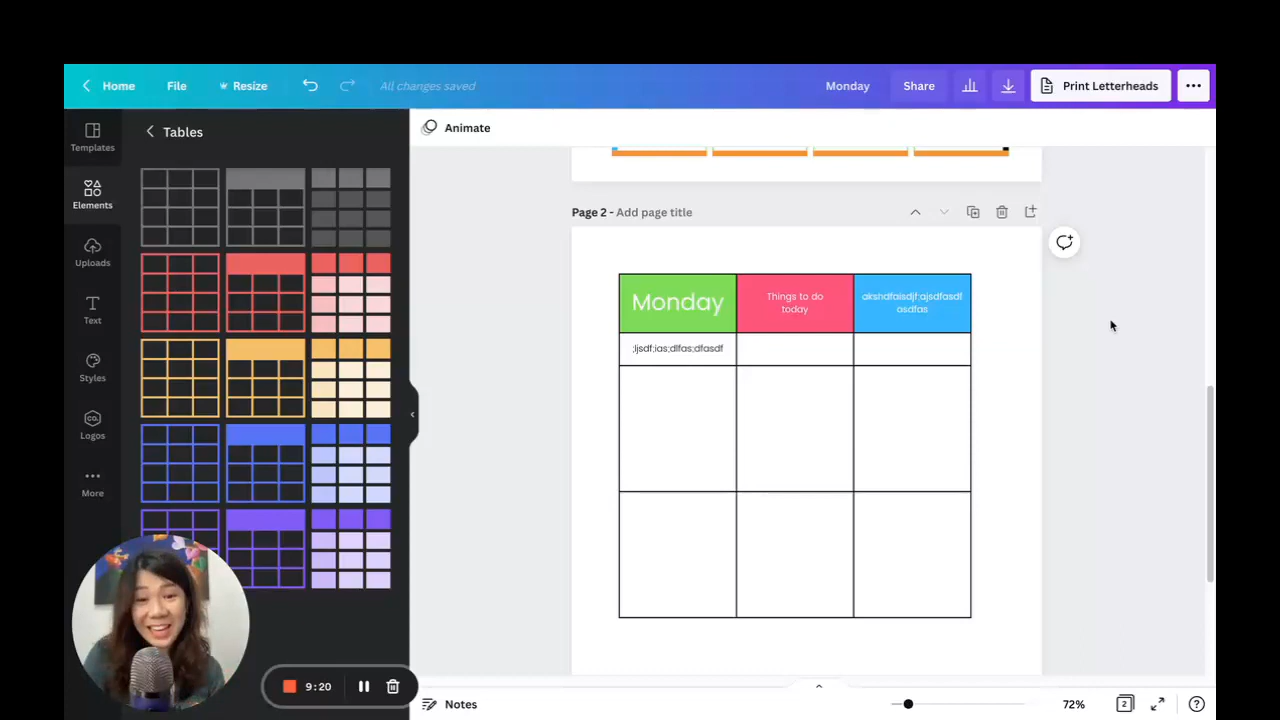 Home File Resize All changes saved Monday Share Print Letterheads
Animate
Templates
Elements
Uploads
Text
Styles
CO.
Logos
More
Tables
Page 2 - Add page title
Monday
Things to do
today
akshdfaisdjf;ajsdfasdf
asdfas
;ljsdf;ias;dlfas;dfasdf
9:20
Notes
72%
2
?